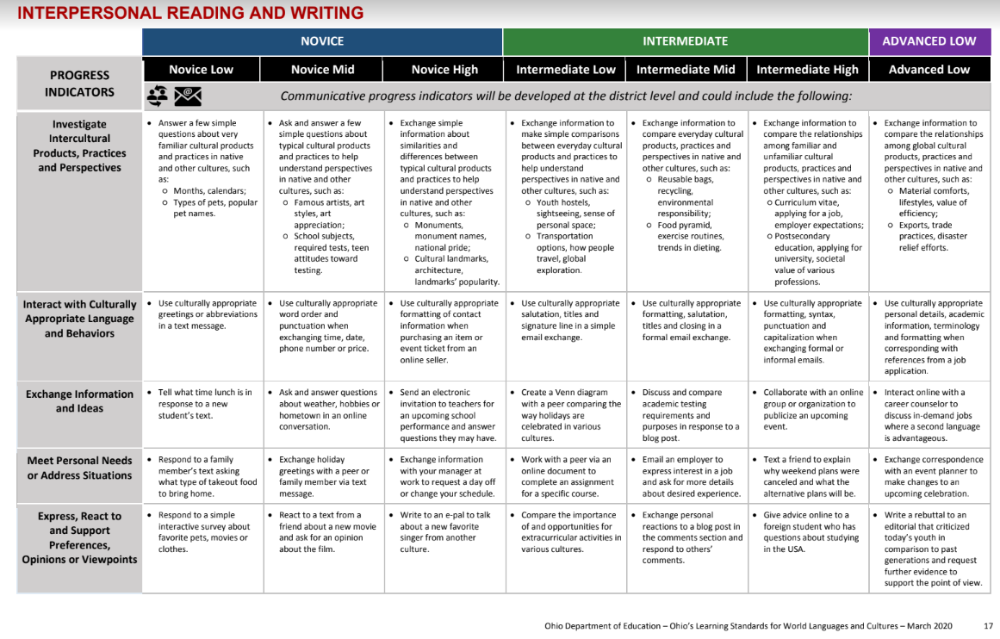 INTERPERSONAL READING AND WRITING
NOVICE
INTERMEDIATE
ADVANCED LOW
PROGRESS
INDICATORS
Novice Low
Novice Mid
Novice High
Intermediate Low
Intermediate Mid
Intermediate High
Advanced Low
Communicative progress indicators will be developed at the district level and could include the following:
Investigate
Intercultural
Products, Practices
and Perspectives
• Answer a few simple
questions about very
familiar cultural products
and practices in native
and other cultures, such
as:
o Months, calendars;
o Types of pets, popular
pet names.
• Ask and answer a few
simple questions about
typical cultural products
and practices to help
understand perspectives
in native and other
cultures, such as:
o Famous artists, art
styles, art
appreciation;
o School subjects,
required tests, teen
attitudes toward
testing.
• Exchange simple
information about
similarities and
differences between
typical cultural products
and practices to help
understand perspectives
in native and other
cultures, such as:
o Monuments,
monument names,
national pride;
o Cultural landmarks,
architecture,
landmarks' popularity.
• Exchange information to
make simple comparisons
between everyday cultural
products and practices to
help understand
perspectives in native and
other cultures, such as:
o Youth hostels,
sightseeing, sense of
personal space;
o Transportation
options, how people
travel, global
exploration.
• Exchange information to
compare everyday cultural
products, practices and
perspectives in native and
other cultures, such as:
o Reusable bags,
recycling,
environmental
responsibility;
o Food pyramid,
exercise routines,
trends in dieting.
• Exchange information to
compare the relationships
among familiar and
unfamiliar cultural
products, practices and
perspectives in native and
other cultures, such as:
o Curriculum vitae,
applying for a job,
employer expectations;
o Postsecondary
education, applying for
university, societal
value of various
professions.
• Exchange information to
compare the relationships
among global cultural
products, practices and
perspectives in native and
other cultures, such as:
o Material comforts,
lifestyles, value of
efficiency;
o Exports, trade
practices, disaster
relief efforts.
Interact with Culturally
Appropriate Language
and Behaviors
• Use culturally appropriate
greetings or abbreviations
in a text message.
• Use culturally appropriate
word order and
punctuation when
exchanging time, date,
phone number or price.
• Use culturally appropriate
formatting of contact
information when
purchasing an item or
event ticket from an
online seller.
• Use culturally appropriate
salutation, titles and
signature line in a simple
email exchange.
• Use culturally appropriate
formatting, salutation,
titles and closing in a
formal email exchange.
• Use culturally appropriate
formatting, syntax,
punctuation and
capitalization when
exchanging formal or
informal emails.
• Use culturally appropriate
personal details, academic
information, terminology
and formatting when
corresponding with
references from a job
application.
Exchange Information
and Ideas
• Tell what time lunch is in
response to a new
student's text.
• Ask and answer questions
about weather, hobbies or
hometown in an online
conversation.
• Send an electronic
invitation to teachers for
an upcoming school
performance and answer
questions they may have.
• Create a Venn diagram
with a peer comparing the
way holidays are
celebrated in various
cultures.
• Discuss and compare
academic testing
requirements and
purposes in response to a
blog post.
• Collaborate with an online
group or organization to
publicize an upcoming
event.
• Interact online with a
career counselor to
discuss in-demand jobs
where a second language
is advantageous.
Meet Personal Needs
or Address Situations
• Respond to a family
member's text asking
what type of takeout food
to bring home.
• Exchange holiday
greetings with a peer or
family member via text
message.
• Exchange information
with your manager at
work to request a day off
or change your schedule.
• Work with a peer via an
online document to
complete an assignment
for a specific course.
• Email an employer to
express interest in a job
and ask for more details
about desired experience.
• Text a friend to explain
why weekend plans were
canceled and what the
alternative plans will be.
• Exchange correspondence
with an event planner to
make changes to an
upcoming celebration.
Express, React to
and Support
Preferences,
Opinions or Viewpoints
• Respond to a simple
interactive survey about
favorite pets, movies or
clothes.
• React to a text from a
friend about a new movie
and ask for an opinion
about the film.
• Write to an e-pal to talk
about a new favorite
singer from another
culture.
• Compare the importance
of and opportunities for
extracurricular activities in
various cultures.
• Exchange personal
reactions to a blog post in
the comments section and
respond to others'
comments.
• Give advice online to a
foreign student who has
questions about studying
in the USA.
• Write a rebuttal to an
editorial that criticized
today's youth in
comparison to past
generations and request
further evidence to
support the point of view.
Ohio Department of Education – Ohio's Learning Standards for World Languages and Cultures – March 2020 17